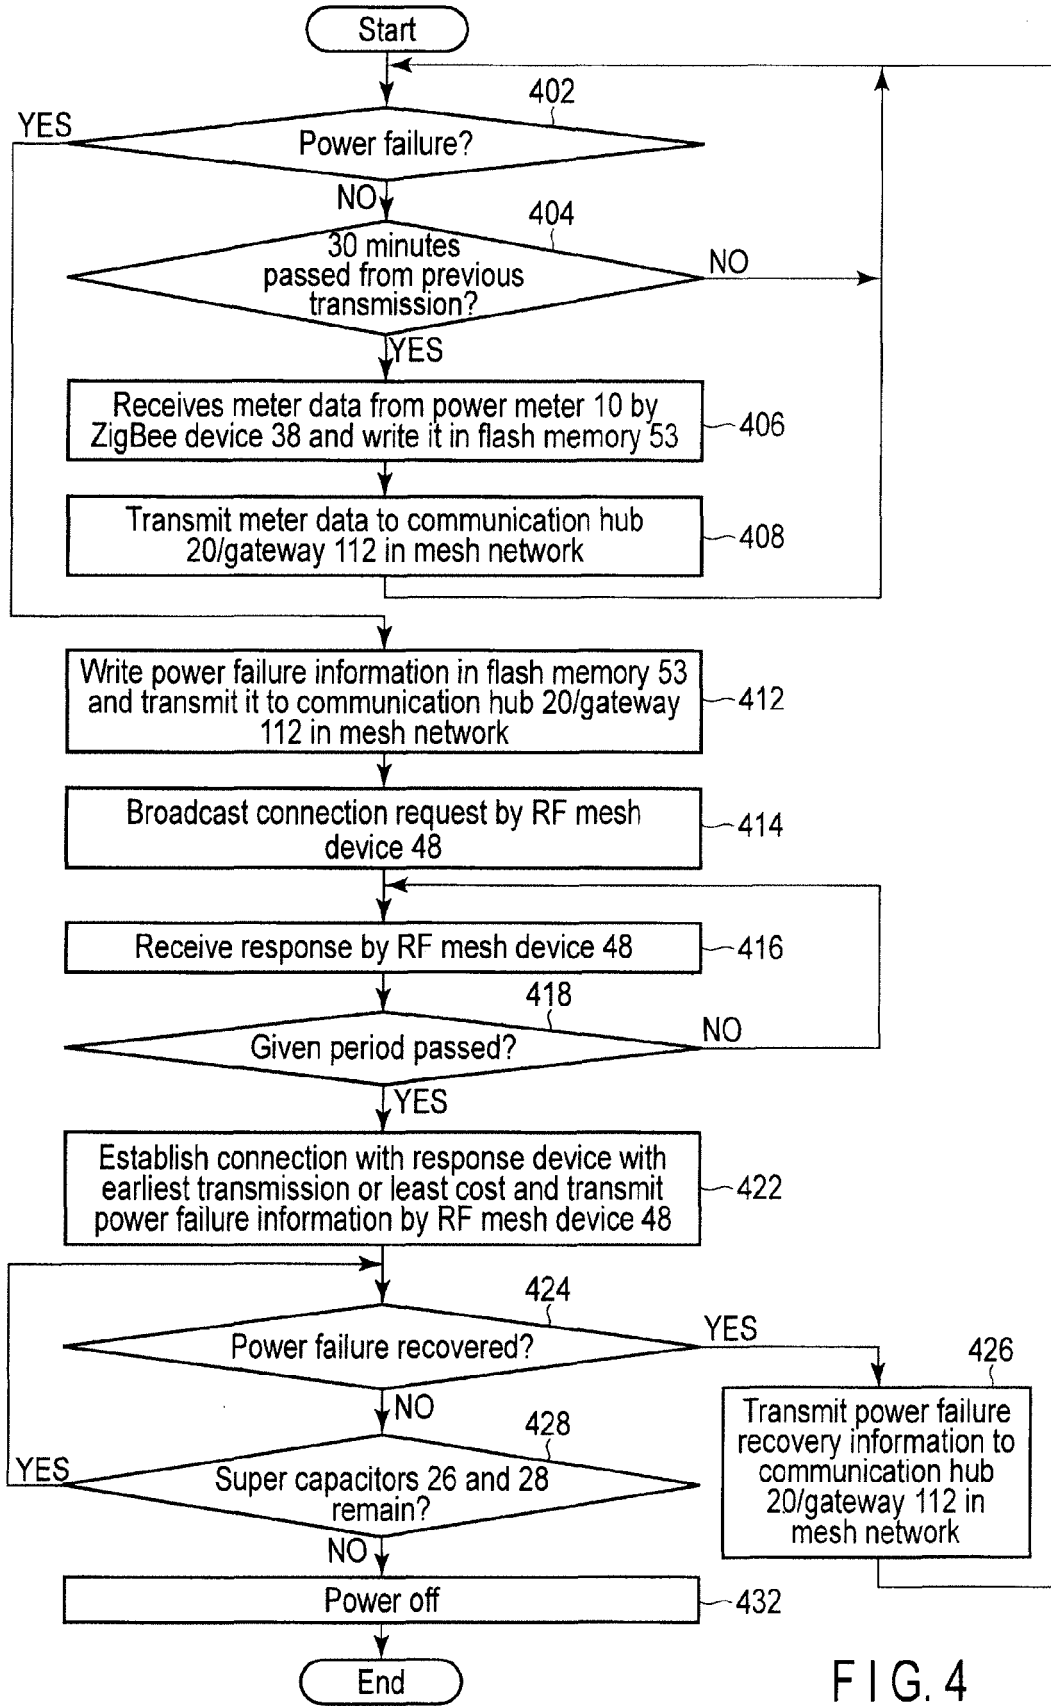 Start
402
YES
Power failure?
NO
404
30 minutes
passed from previous
transmission?
NO
YES
Receives meter data from power meter 10 by
ZigBee device 38 and write it in flash memory 53
406
Transmit meter data to communication hub
20/gateway 112 in mesh network
408
Write power failure information in flash memory 53
and transmit it to communication hub 20/gateway
112 in mesh network
412
Broadcast connection request by RF mesh
device 48
414
Receive response by RF mesh device 48
416
418
Given period passed?
NO
YES
Establish connection with response device with
earliest transmission or least cost and transmit
power failure information by RF mesh device 48
422
424
Power failure recovered?
YES
426
Transmit power failure
recovery information to
communication hub
20/gateway 112 in
mesh network
NO
428
YES
Super capacitors 26 and 28
remain?
NO
Power off
432
End
FIG. 4